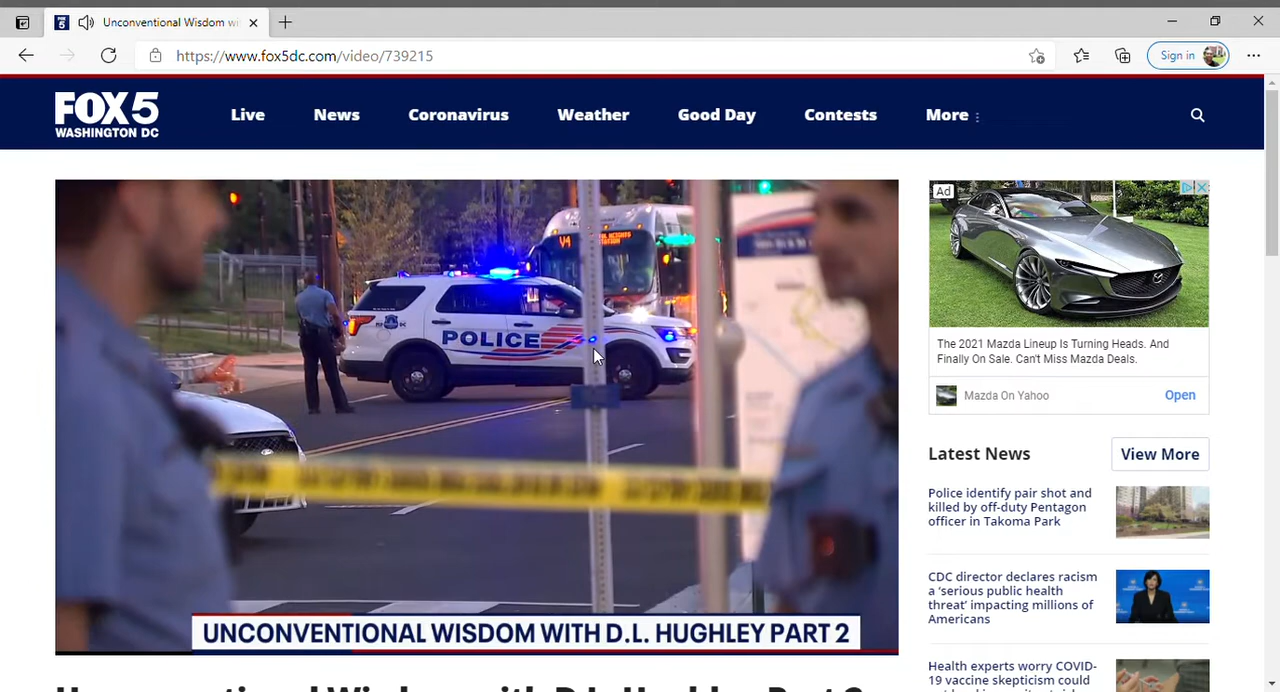 Unconventional Wisdom wi
https://www.fox5dc.com/video/739215
Sign in
FOX 5
WASHINGTON DC
Live
News
Coronavirus
Weather
Good Day
Contests
More
V4
POLICE
UNCONVENTIONAL WISDOM WITH D.L. HUGHLEY PART 2
Ad
The 2021 Mazda Lineup Is Turning Heads. And
Finally On Sale. Can't Miss Mazda Deals.
Mazda On Yahoo
Open
Latest News
View More
Police identify pair shot and
killed by off-duty Pentagon
officer in Takoma Park
CDC director declares racism
a ‘serious public health
threat’ impacting millions of
Americans
Health experts worry COVID-
19 vaccine skepticism could